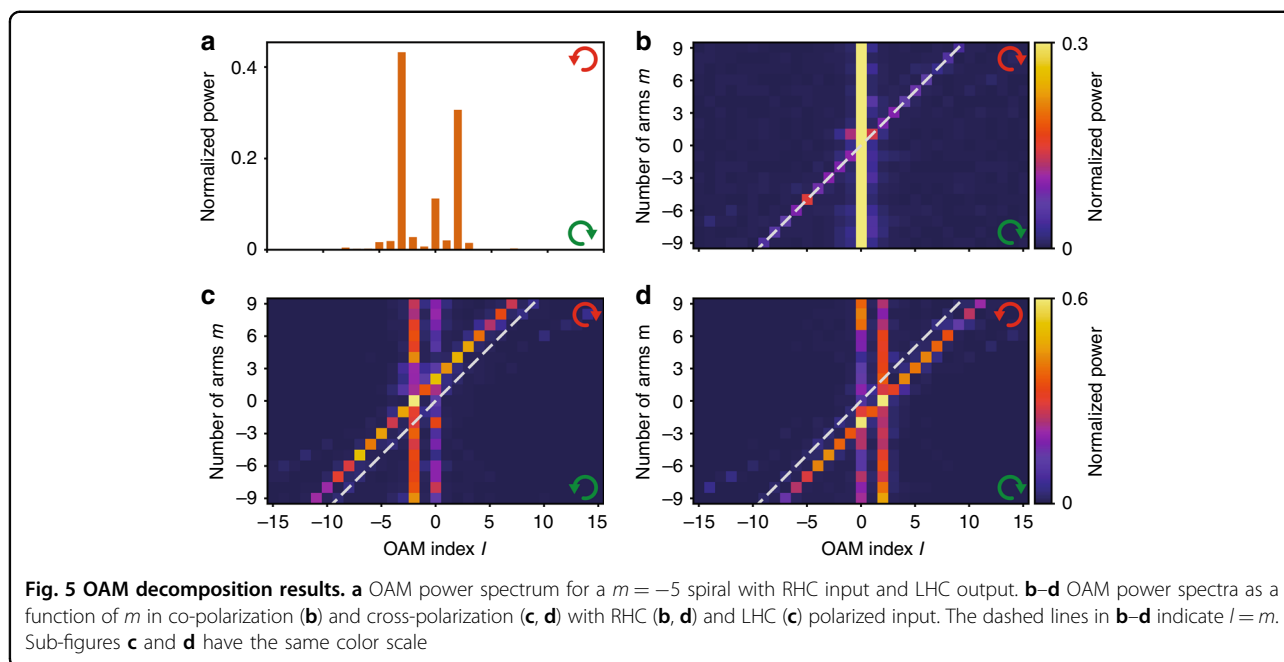 a
b
0.4
0.2
0
Normalized power
9
6
3
0
−3
−6
−9
Number of arms m
0.3
0
Normalized power
c
d
9
6
3
0
−3
−6
−9
Number of arms m
−15 −10 −5 0 5 10 15
OAM index l
9
6
3
0
−3
−6
−9
Number of arms m
−15 −10 −5 0 5 10 15
OAM index l
0.6
0
Normalized power
Fig. 5 OAM decomposition results. a OAM power spectrum for a m = −5 spiral with RHC input and LHC output. b–d OAM power spectra as a
function of m in co-polarization (b) and cross-polarization (c, d) with RHC (b, d) and LHC (c) polarized input. The dashed lines in b–d indicate l = m.
Sub-figures c and d have the same color scale